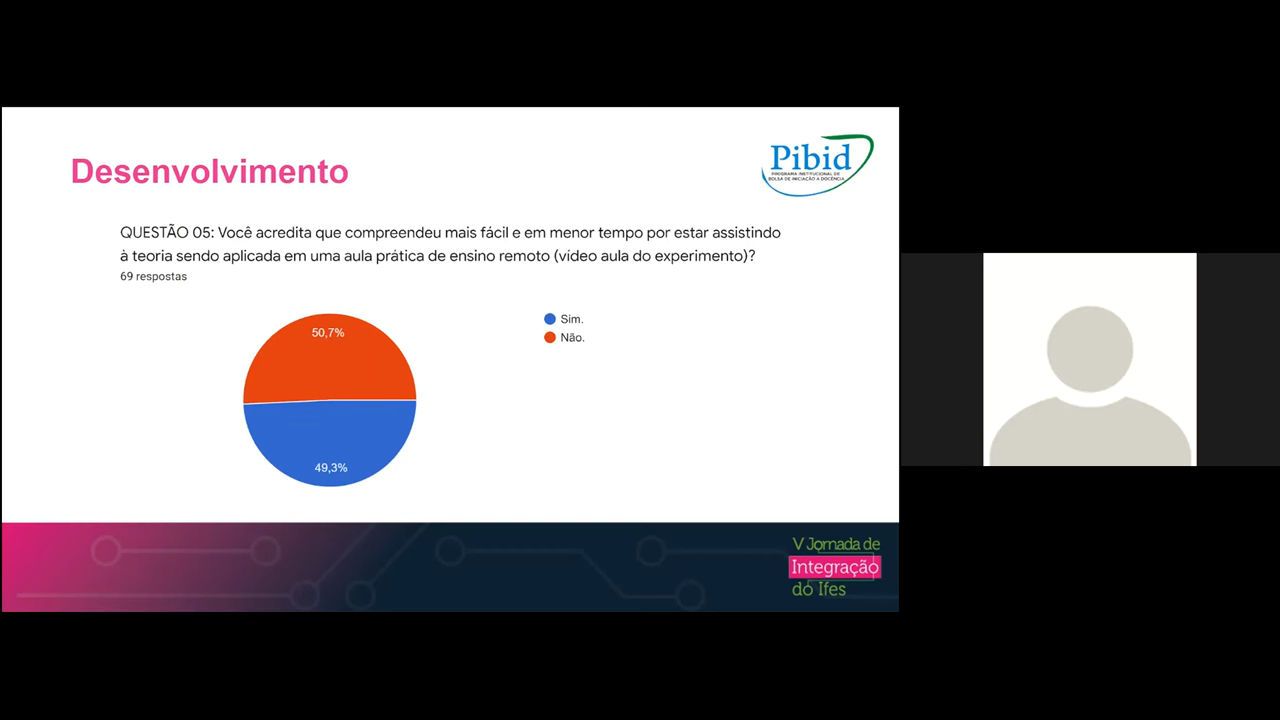 Desenvolvimento
Pibid
PROGRAMA INSTITUCIONAL DE
BOLSA DE INICIAÇÃO À DOCÊNCIA
QUESTÃO 05: Você acredita que compreendeu mais fácil e em menor tempo por estar assistindo
à teoria sendo aplicada em uma aula prática de ensino remoto (vídeo aula do experimento)?
69 respostas
50,7%
49,3%
Sim.
Não.
V Jornada de
Integração
do Ifes